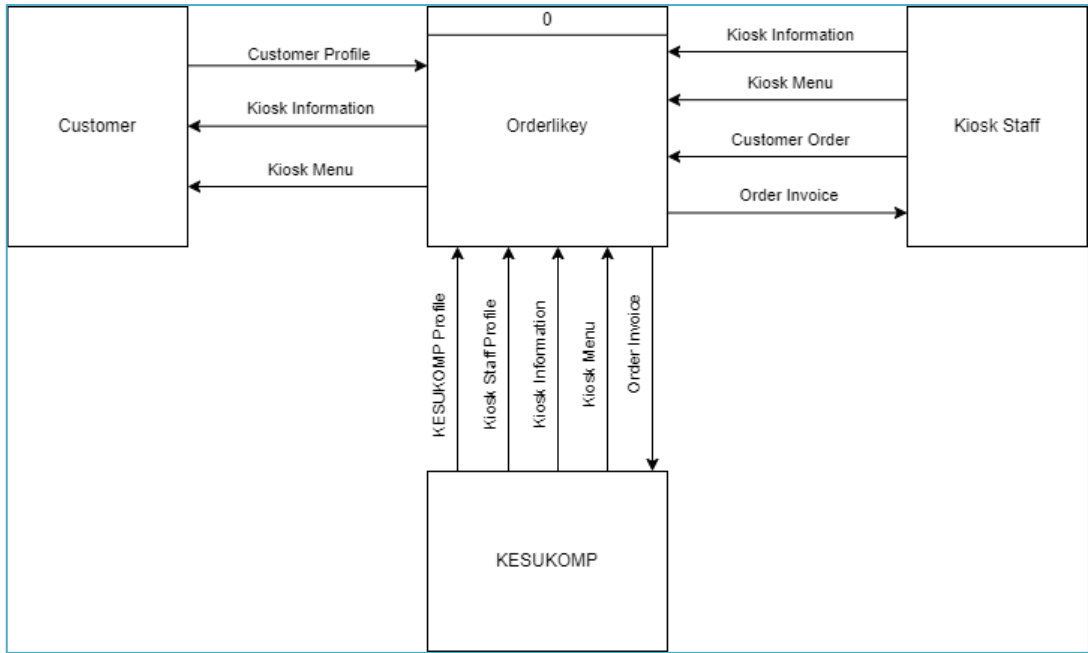 0
Customer Profile
Kiosk Information
Kiosk Menu
Customer
Orderlikey
Kiosk Information
Kiosk Menu
Customer Order
Order Invoice
Kiosk Staff
KESUKOMP Profile
Kiosk Staff Profile
Kiosk Information
Kiosk Menu
Order Invoice
KESUKOMP